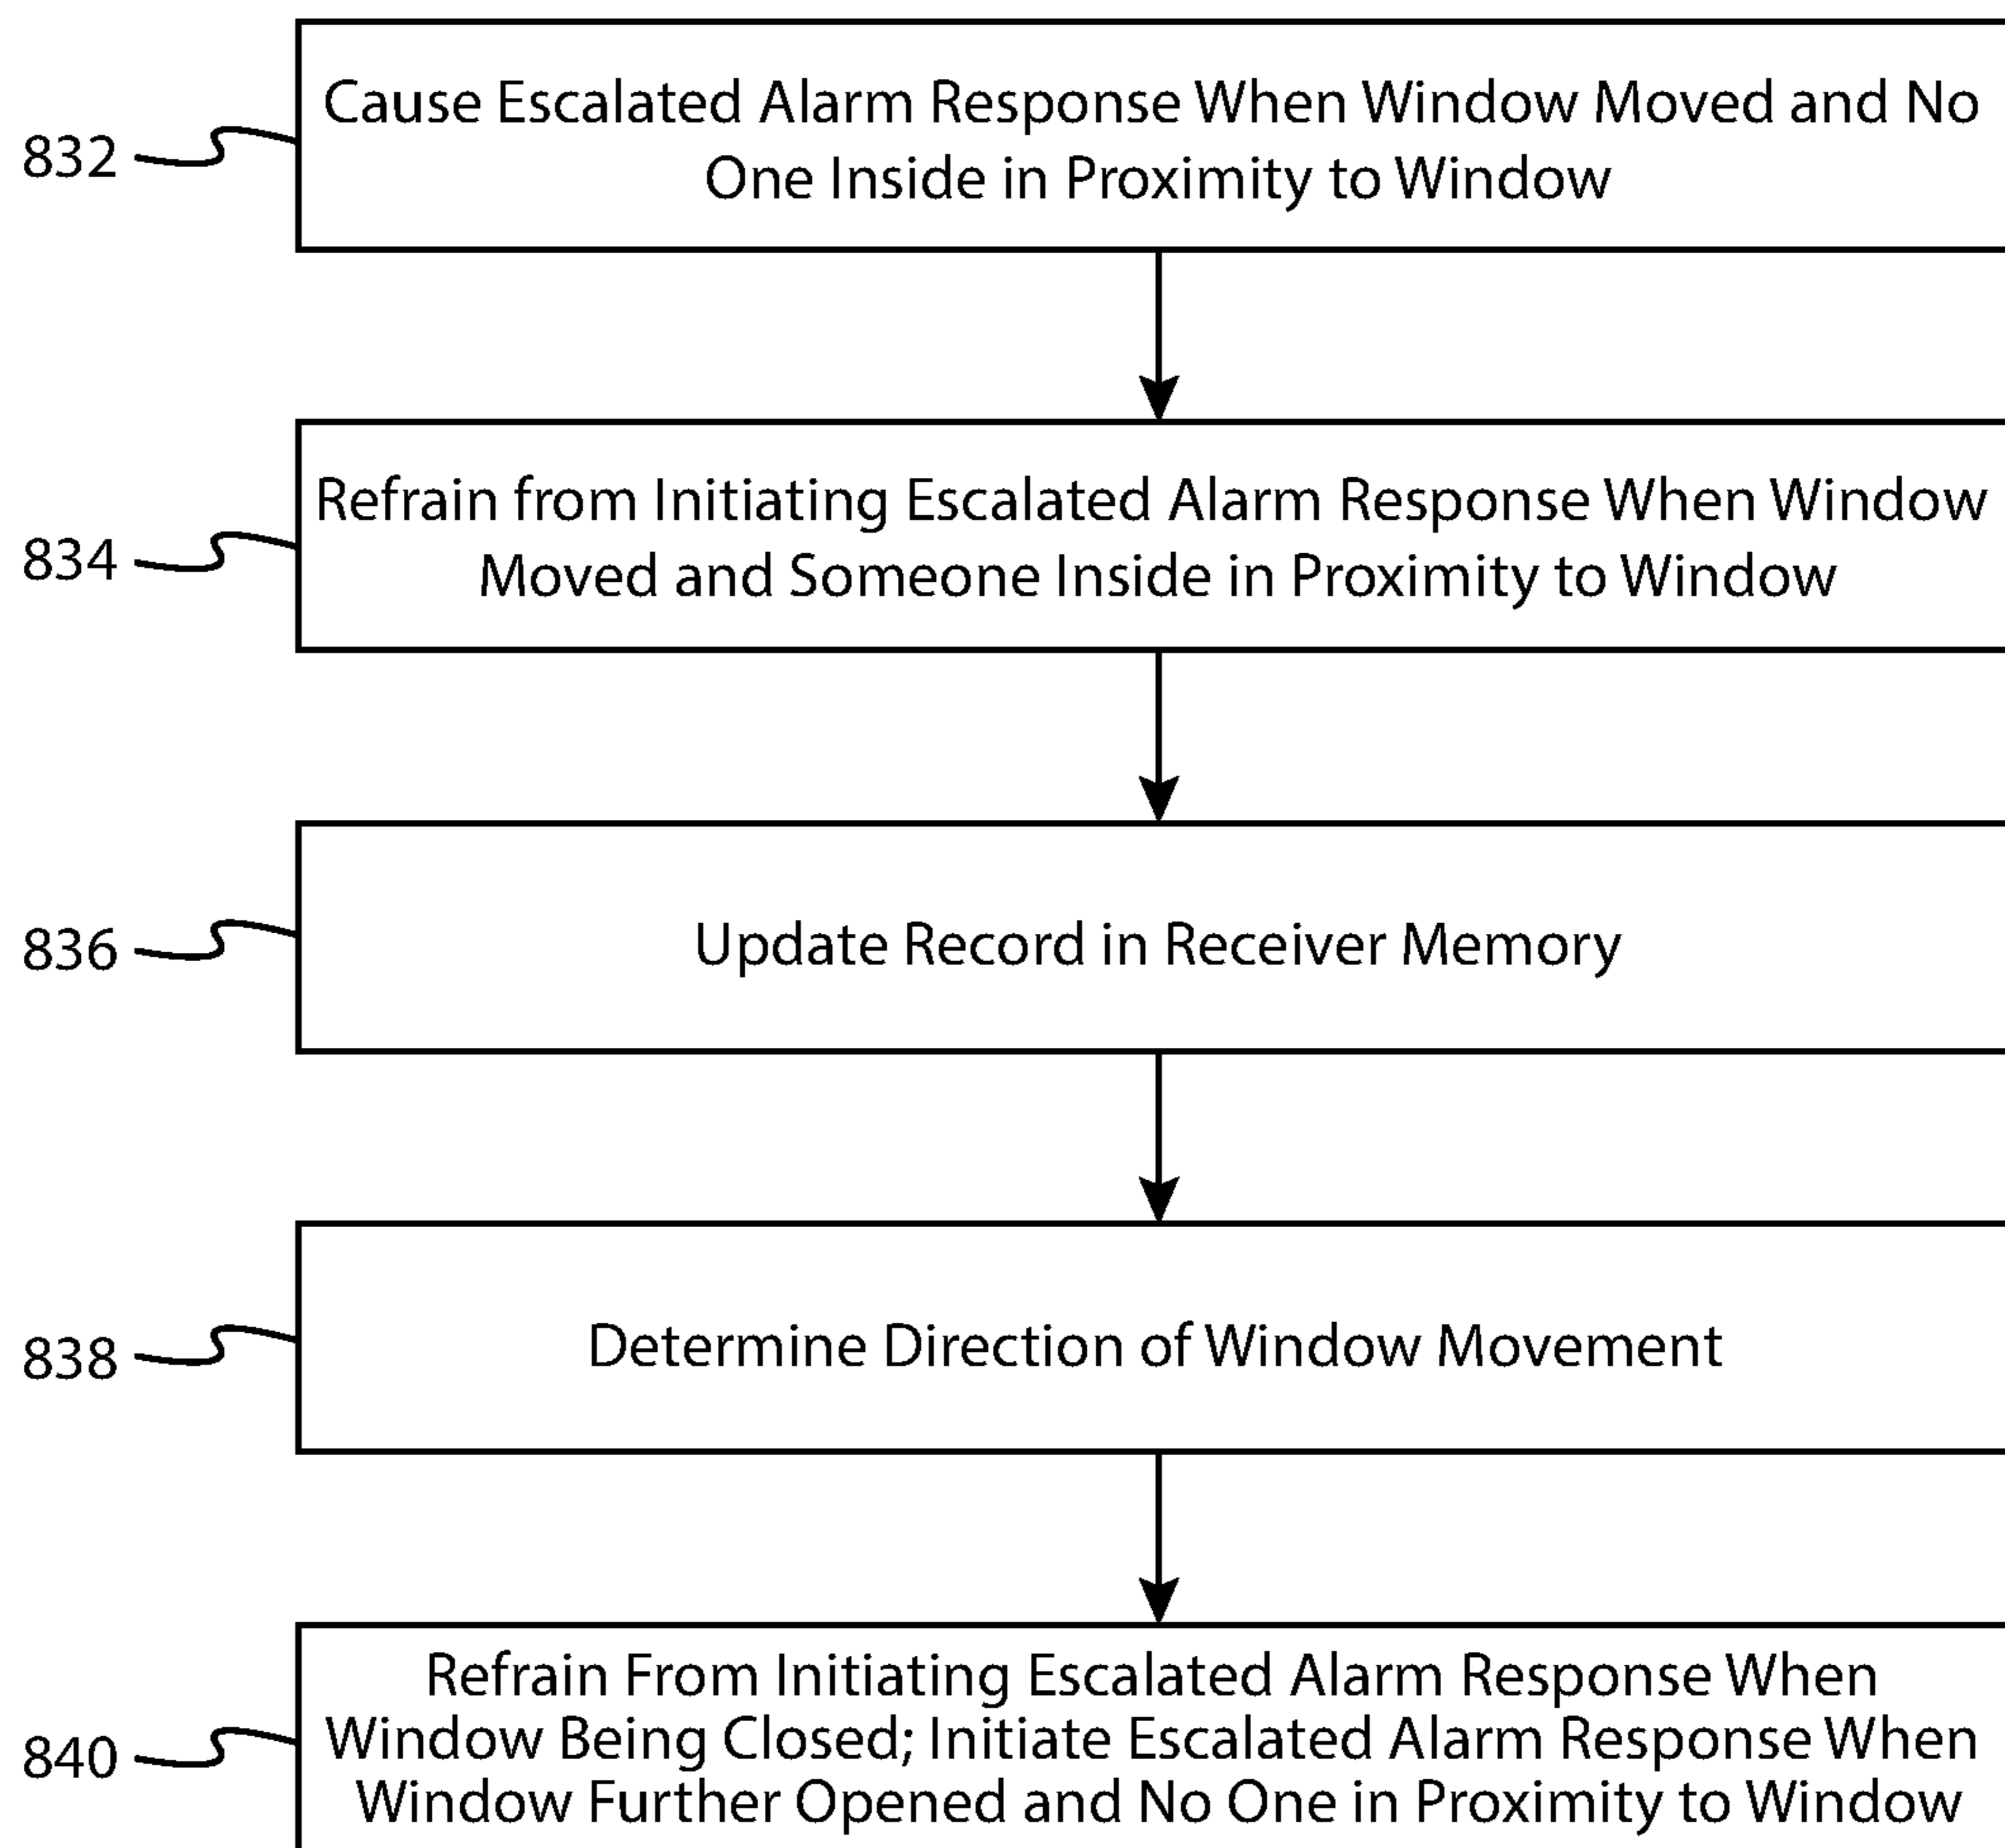 Cause Escalated Alarm Response When Window Moved and No
One Inside in Proximity to Window
832
Refrain from Initiating Escalated Alarm Response When Window
Moved and Someone Inside in Proximity to Window
834
Update Record in Receiver Memory
836
Determine Direction of Window Movement
838
Refrain From Initiating Escalated Alarm Response When
Window Being Closed; Initiate Escalated Alarm Response When
Window Further Opened and No One in Proximity to Window
840